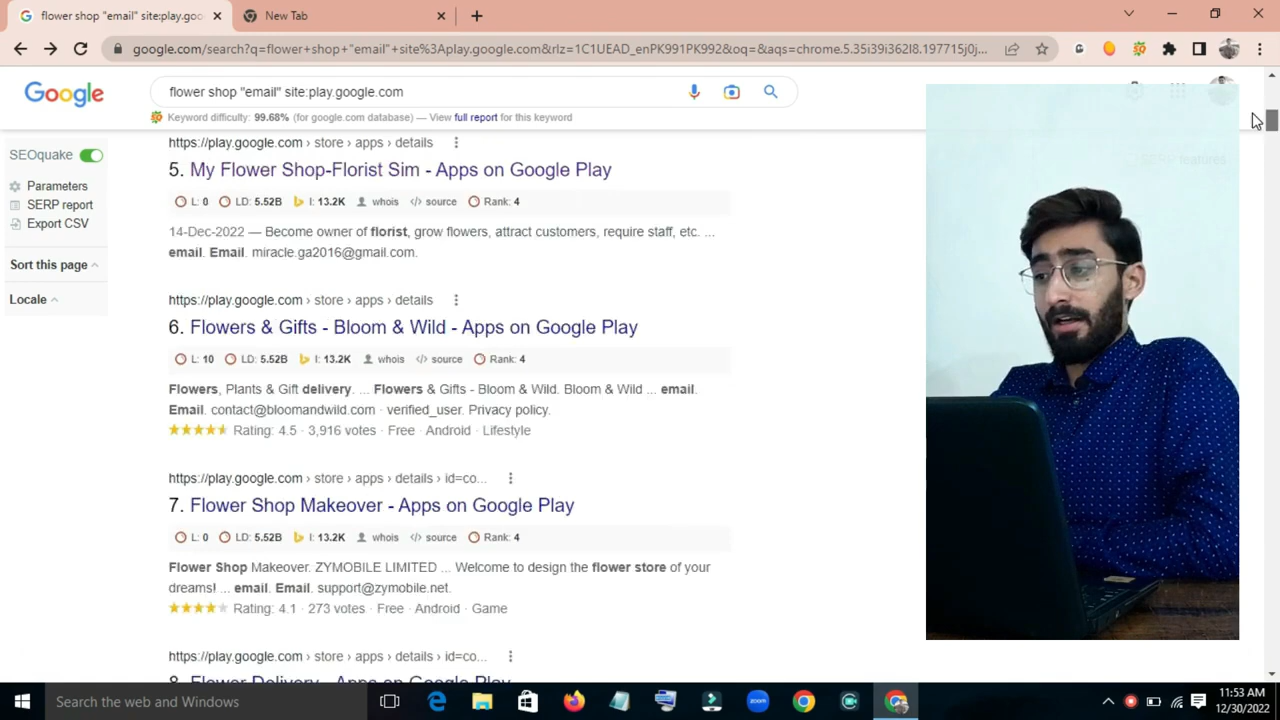 flower shop "email" site:play.goo
New Tab
google.com/search?q=flower+shop+"email"+site%3Aplay.google.com&rlz=1C1UEAD_enPK991PK992&oq=&aqs=chrome.5.35i39i362l8.197715j0j...
Google
flower shop "email" site:play.google.com
Keyword difficulty: 99.68% (for google.com database) — View full report for this keyword
SEOquake
Parameters
SERP report
Export CSV
Sort this page
Locale
SERP features
https://play.google.com › store › apps › details
5. My Flower Shop-Florist Sim - Apps on Google Play
L: 0 LD: 5.52B I: 13.2K whois </> source Rank: 4
14-Dec-2022 — Become owner of florist, grow flowers, attract customers, require staff, etc. ...
email. Email. miracle.ga2016@gmail.com.
https://play.google.com › store › apps › details
6. Flowers & Gifts - Bloom & Wild - Apps on Google Play
L: 10 LD: 5.52B I: 13.2K whois </> source Rank: 4
Flowers, Plants & Gift delivery. ... Flowers & Gifts - Bloom & Wild. Bloom & Wild ... email.
Email. contact@bloomandwild.com · verified_user. Privacy policy.
Rating: 4.5 · 3,916 votes · Free · Android · Lifestyle
https://play.google.com › store › apps › details › id=co...
7. Flower Shop Makeover - Apps on Google Play
L: 0 LD: 5.52B I: 13.2K whois </> source Rank: 4
Flower Shop Makeover. ZYMOBILE LIMITED ... Welcome to design the flower store of your
dreams! ... email. Email. support@zymobile.net.
Rating: 4.1 · 273 votes · Free · Android · Game
https://play.google.com › store › apps › details › id=co...
8. Flower Delivery - Apps on Google Play
Search the web and Windows
zoom
11:53 AM
12/30/2022